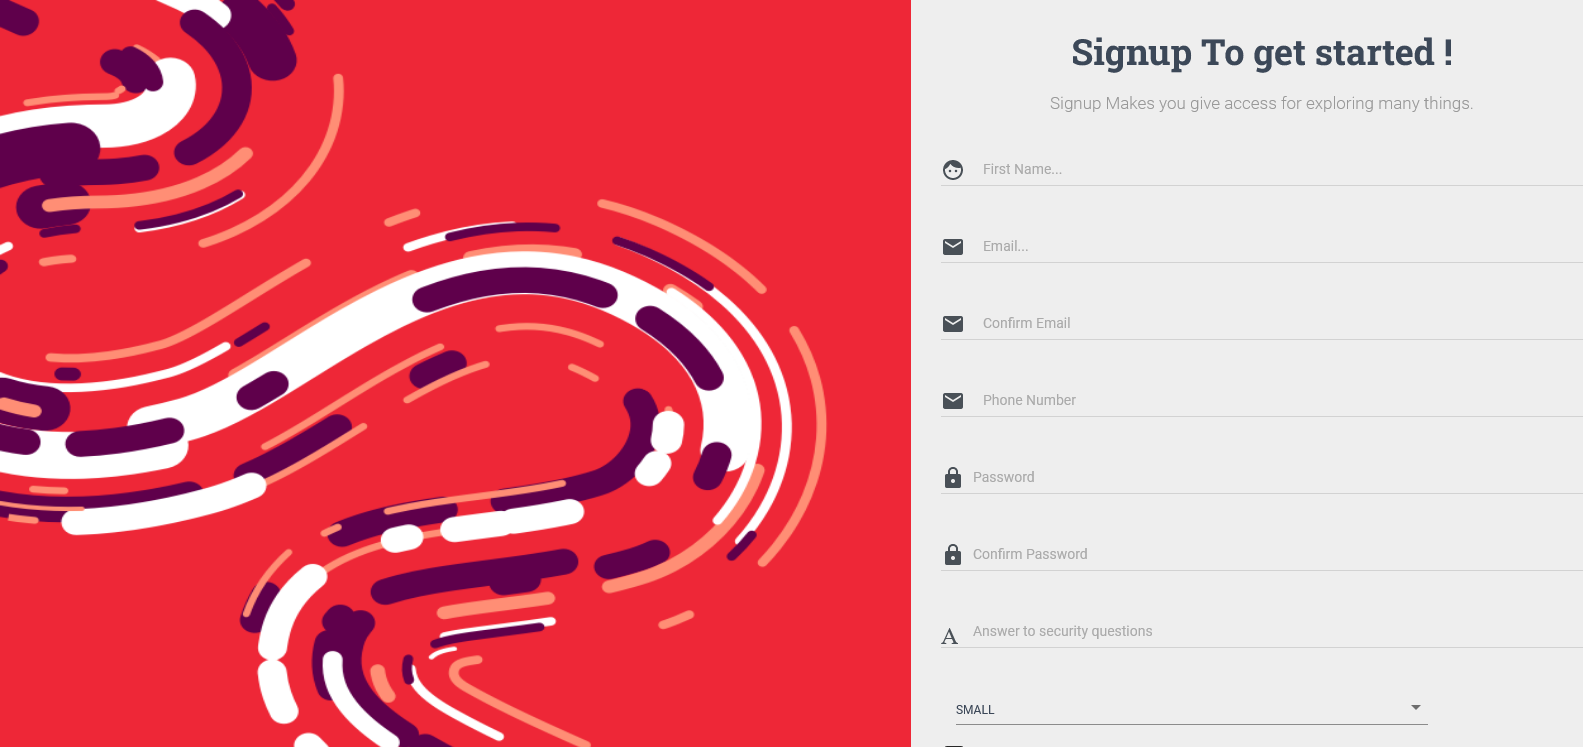 Signup To get started !
Signup Makes you give access for exploring many things.
First Name...
Email...
Confirm Email
Phone Number
Password
Confirm Password
A Answer to security questions
SMALL